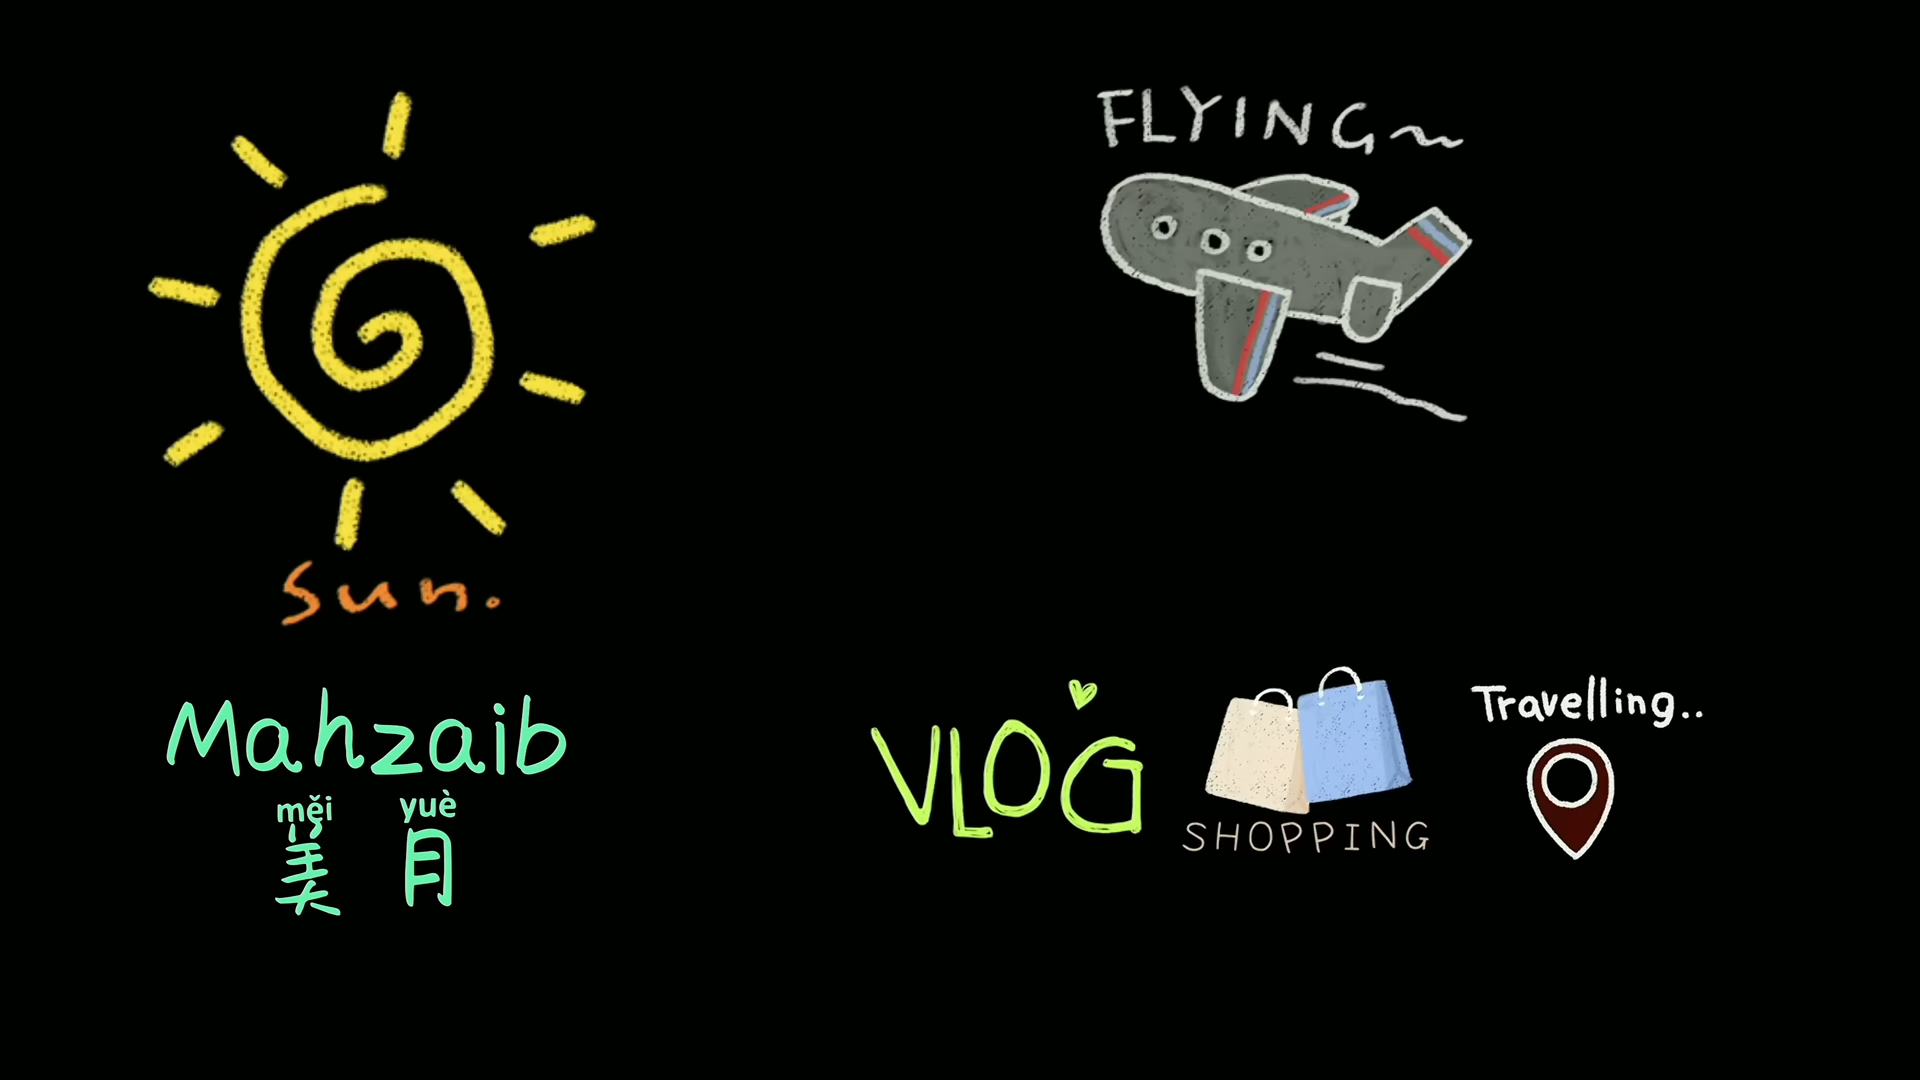 FLYING~
Sun.
Mahzaib
měi yuè
美 月
VLOG
SHOPPING
Travelling..